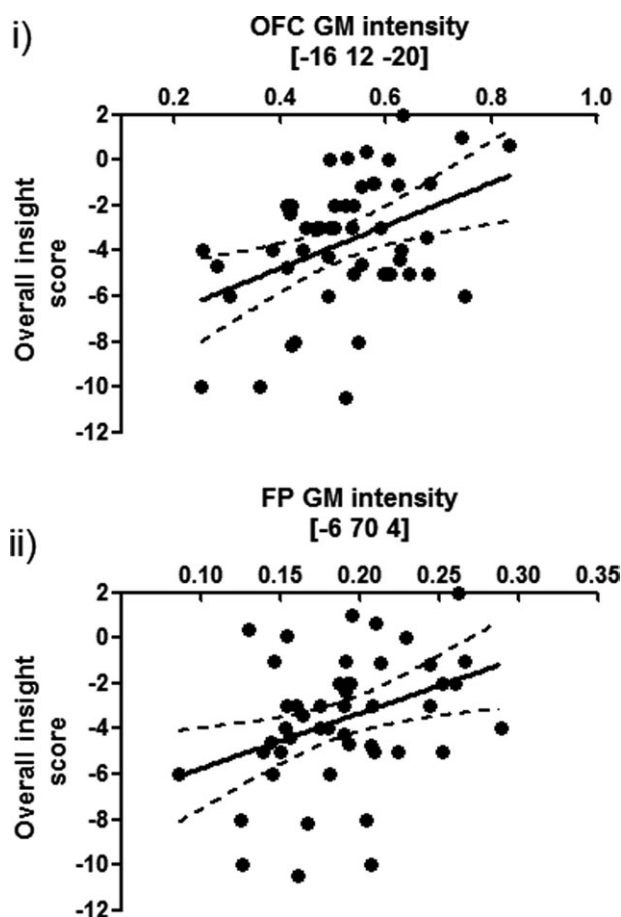 i)
OFC GM intensity
[-16 12 -20]
0.2 0.4 0.6 0.8 1.0
2
0
-2
-4
-6
-8
-10
-12
Overall insight
score
ii)
FP GM intensity
[-6 70 4]
0.10 0.15 0.20 0.25 0.30 0.35
2
0
-2
-4
-6
-8
-10
-12
Overall insight
score